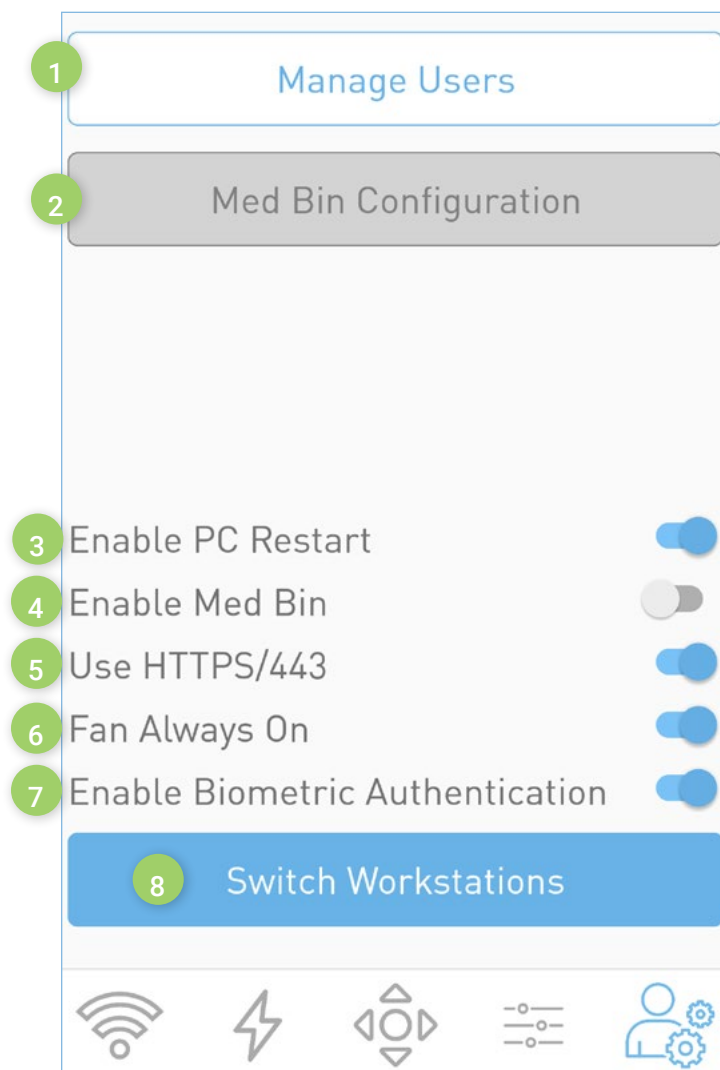 1 Manage Users
2 Med Bin Configuration
3 Enable PC Restart
4 Enable Med Bin
5 Use HTTPS/443
6 Fan Always On
7 Enable Biometric Authentication
8 Switch Workstations